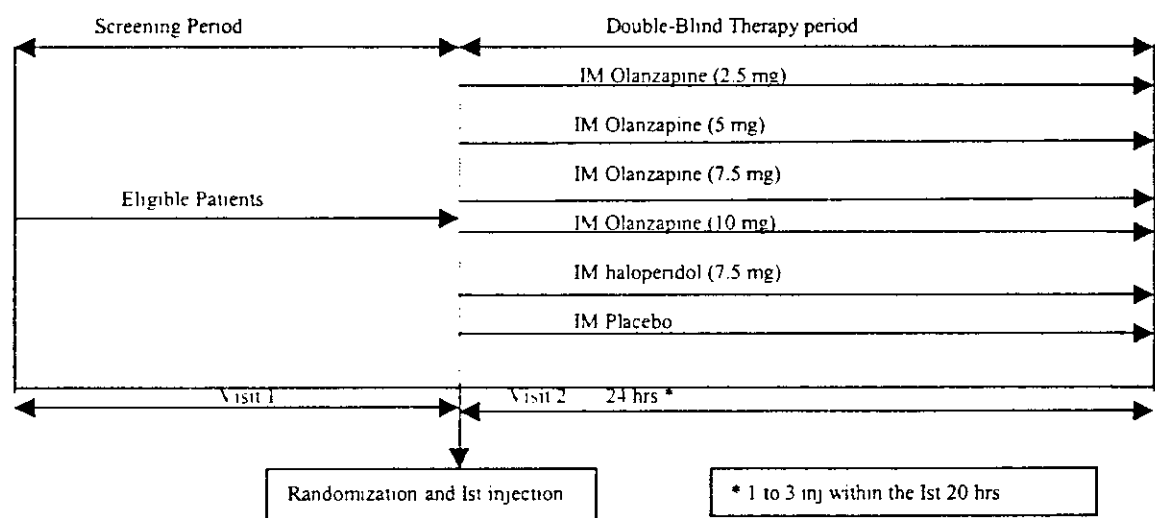 Screening Period
Double-Blind Therapy period
IM Olanzapine (2.5 mg)
IM Olanzapine (5 mg)
IM Olanzapine (7.5 mg)
Eligible Patients
IM Olanzapine (10 mg)
IM haloperidol (7.5 mg)
IM Placebo
Visit 1
Visit 2 24 hrs *
Randomization and Ist injection
* 1 to 3 inj within the Ist 20 hrs